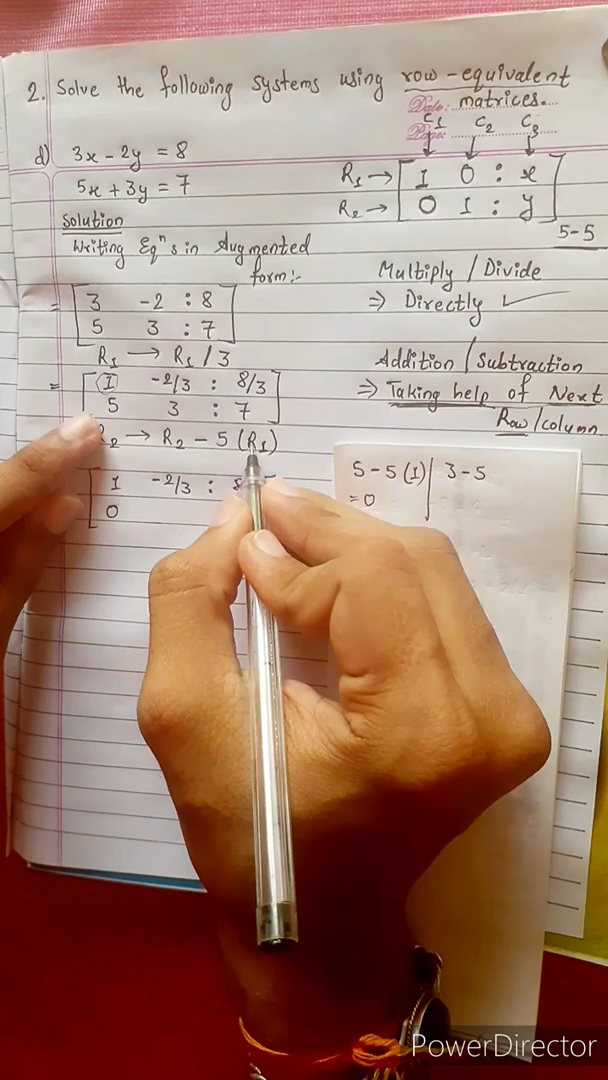 2. Solve the following systems using row-equivalent
matrices.
Date:
Page:
C1 C2 C3
d) 3x - 2y = 8
5x + 3y = 7
R1 → [ 1 0 : x ]
R2 → [ 0 1 : y ]
5-5
Solution
Writing Eqns in Augmented
form:-
= [ 3 -2 : 8 ]
[ 5 3 : 7 ]
R1 → R1 / 3
= [ 1 -2/3 : 8/3 ]
[ 5 3 : 7 ]
R2 → R2 - 5 (R1)
[ 1 -2/3 :
[ 0
Multiply / Divide
⇒ Directly ✓
Addition / Subtraction
⇒ Taking help of Next
Row/column
5 - 5 (1) | 3 - 5
= 0
PowerDirector